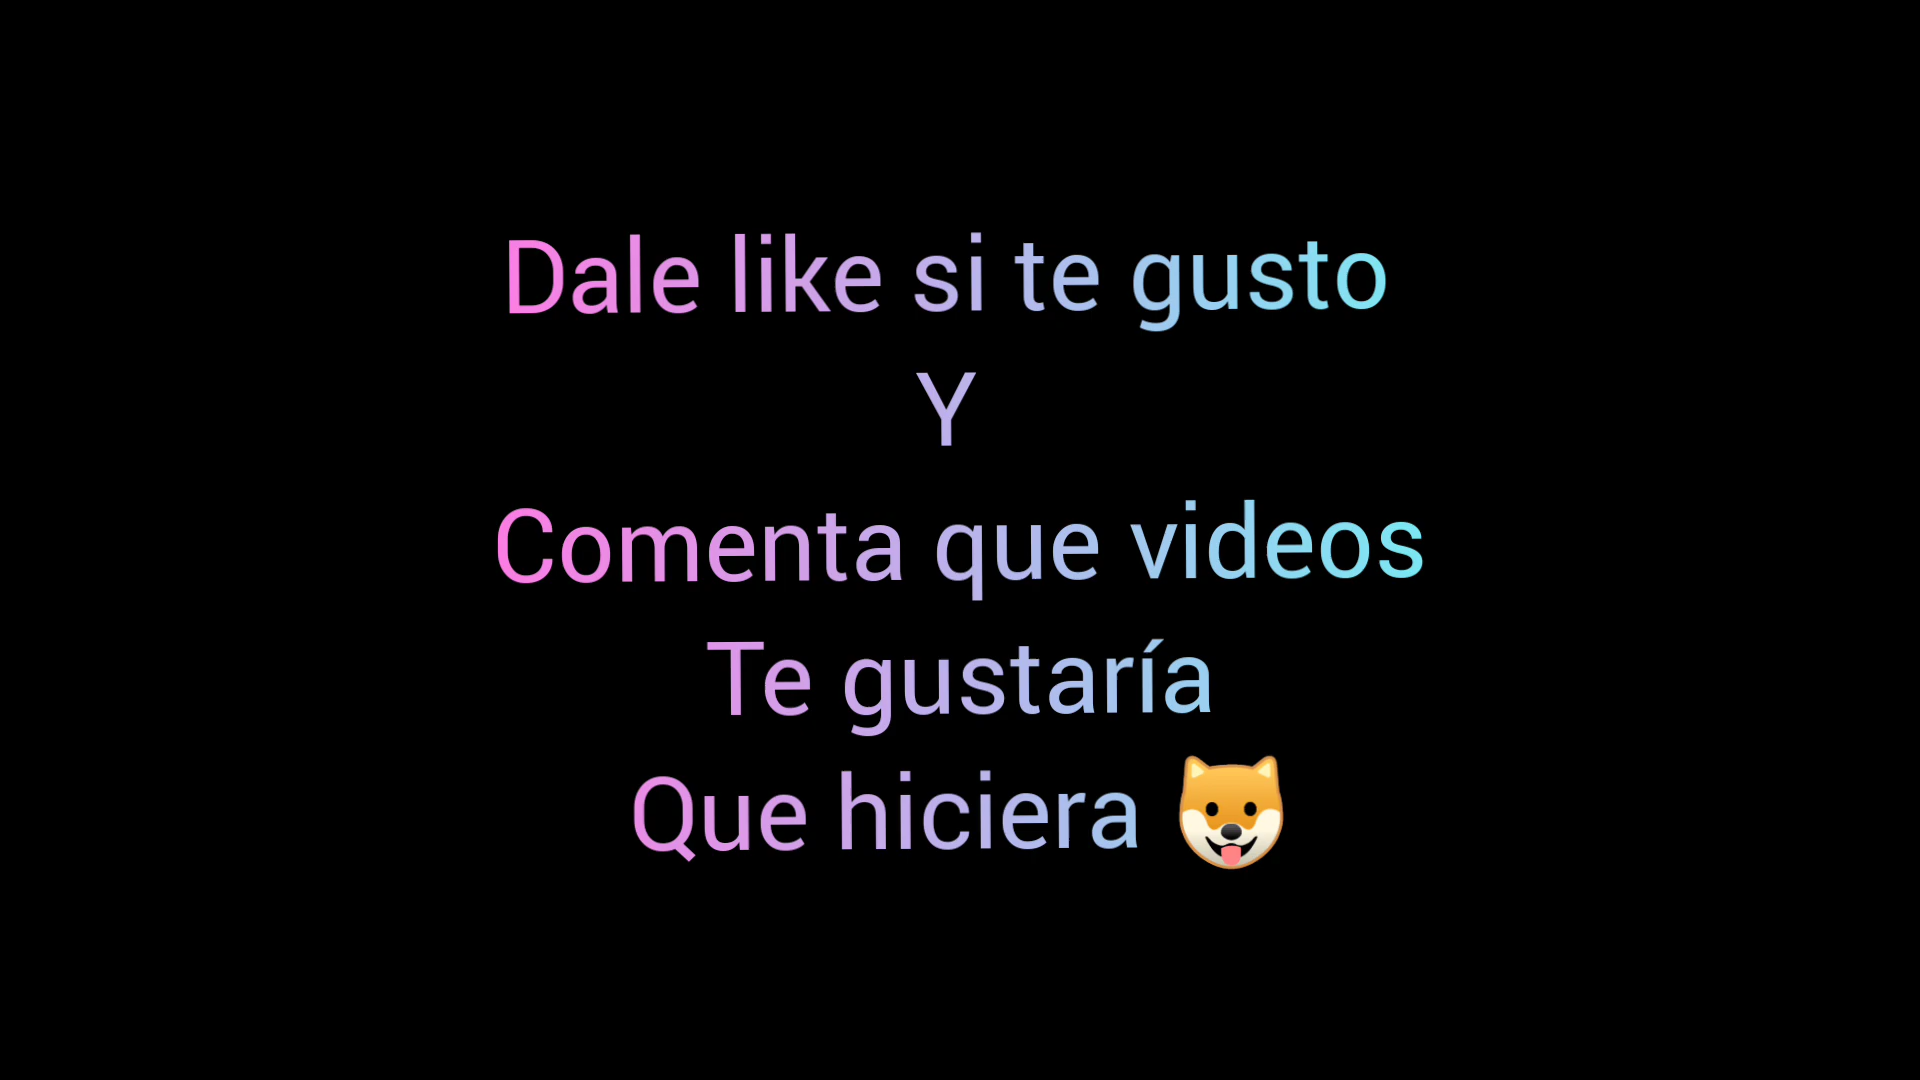 Dale like si te gusto
Y
Comenta que videos
Te gustaría
Que hiciera 🐶